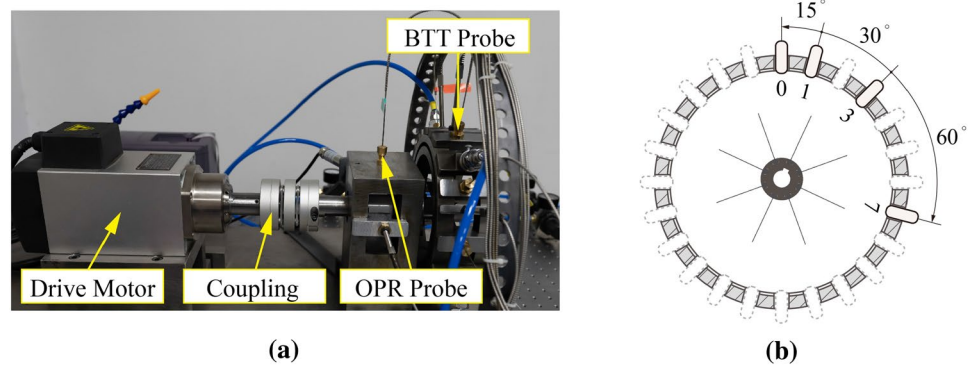 BTT Probe
Drive Motor
Coupling
OPR Probe
(a)
15°
30°
60°
0
1
3
7
(b)